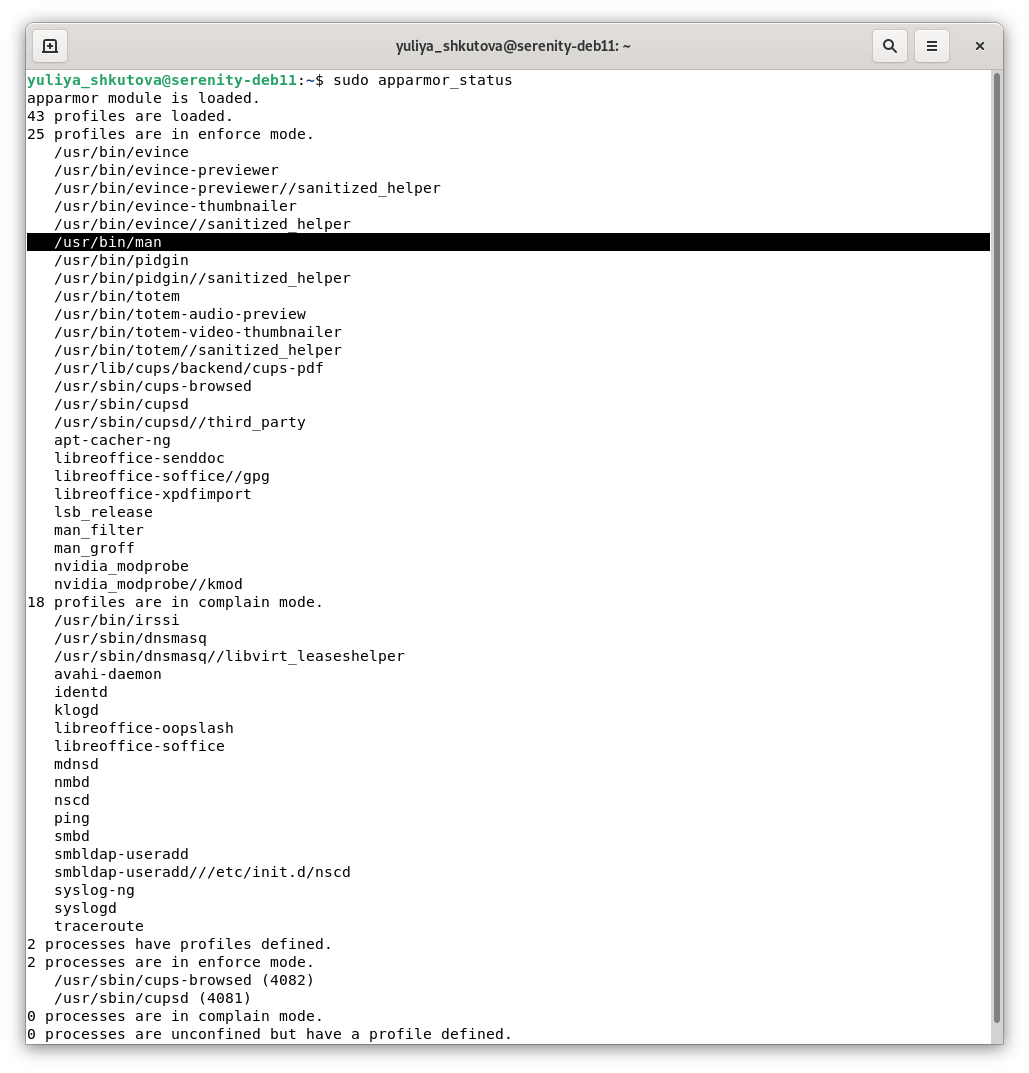 yuliya_shkutova@serenity-deb11: ~
yuliya_shkutova@serenity-deb11:~$ sudo apparmor_status
apparmor module is loaded.
43 profiles are loaded.
25 profiles are in enforce mode.
   /usr/bin/evince
   /usr/bin/evince-previewer
   /usr/bin/evince-previewer//sanitized_helper
   /usr/bin/evince-thumbnailer
   /usr/bin/evince//sanitized_helper
   /usr/bin/man
   /usr/bin/pidgin
   /usr/bin/pidgin//sanitized_helper
   /usr/bin/totem
   /usr/bin/totem-audio-preview
   /usr/bin/totem-video-thumbnailer
   /usr/bin/totem//sanitized_helper
   /usr/lib/cups/backend/cups-pdf
   /usr/sbin/cups-browsed
   /usr/sbin/cupsd
   /usr/sbin/cupsd//third_party
   apt-cacher-ng
   libreoffice-senddoc
   libreoffice-soffice//gpg
   libreoffice-xpdfimport
   lsb_release
   man_filter
   man_groff
   nvidia_modprobe
   nvidia_modprobe//kmod
18 profiles are in complain mode.
   /usr/bin/irssi
   /usr/sbin/dnsmasq
   /usr/sbin/dnsmasq//libvirt_leaseshelper
   avahi-daemon
   identd
   klogd
   libreoffice-oopslash
   libreoffice-soffice
   mdnsd
   nmbd
   nscd
   ping
   smbd
   smbldap-useradd
   smbldap-useradd///etc/init.d/nscd
   syslog-ng
   syslogd
   traceroute
2 processes have profiles defined.
2 processes are in enforce mode.
   /usr/sbin/cups-browsed (4082)
   /usr/sbin/cupsd (4081)
0 processes are in complain mode.
0 processes are unconfined but have a profile defined.